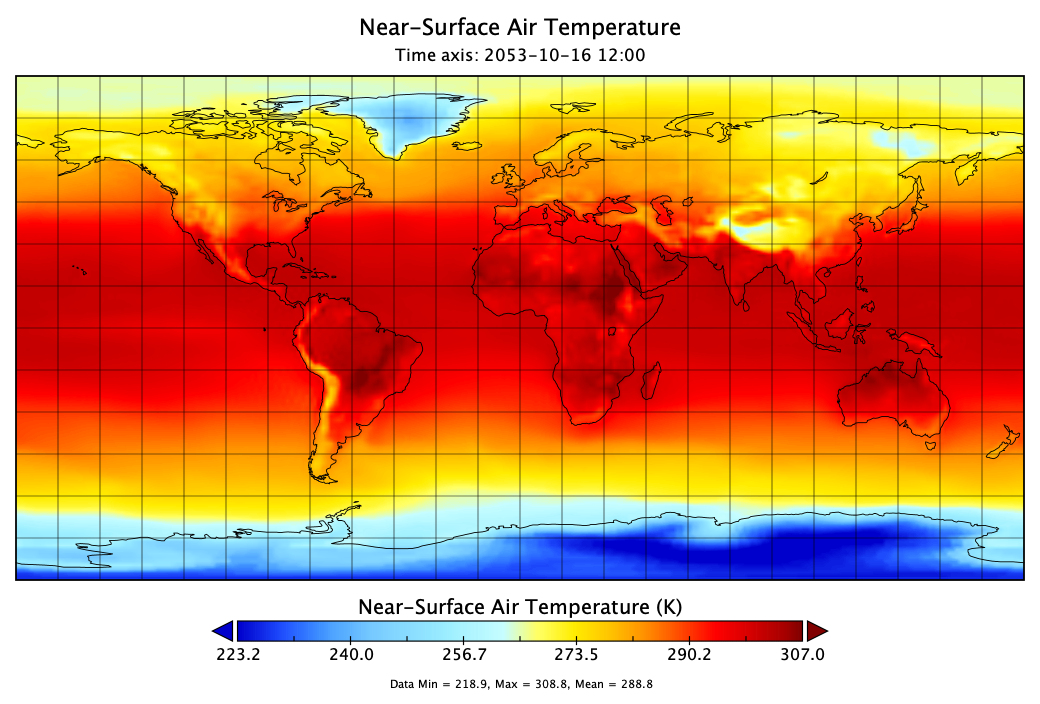 Near-Surface Air Temperature
Time axis: 2053-10-16 12:00
Near-Surface Air Temperature (K)
223.2 240.0 256.7 273.5 290.2 307.0
Data Min = 218.9, Max = 308.8, Mean = 288.8